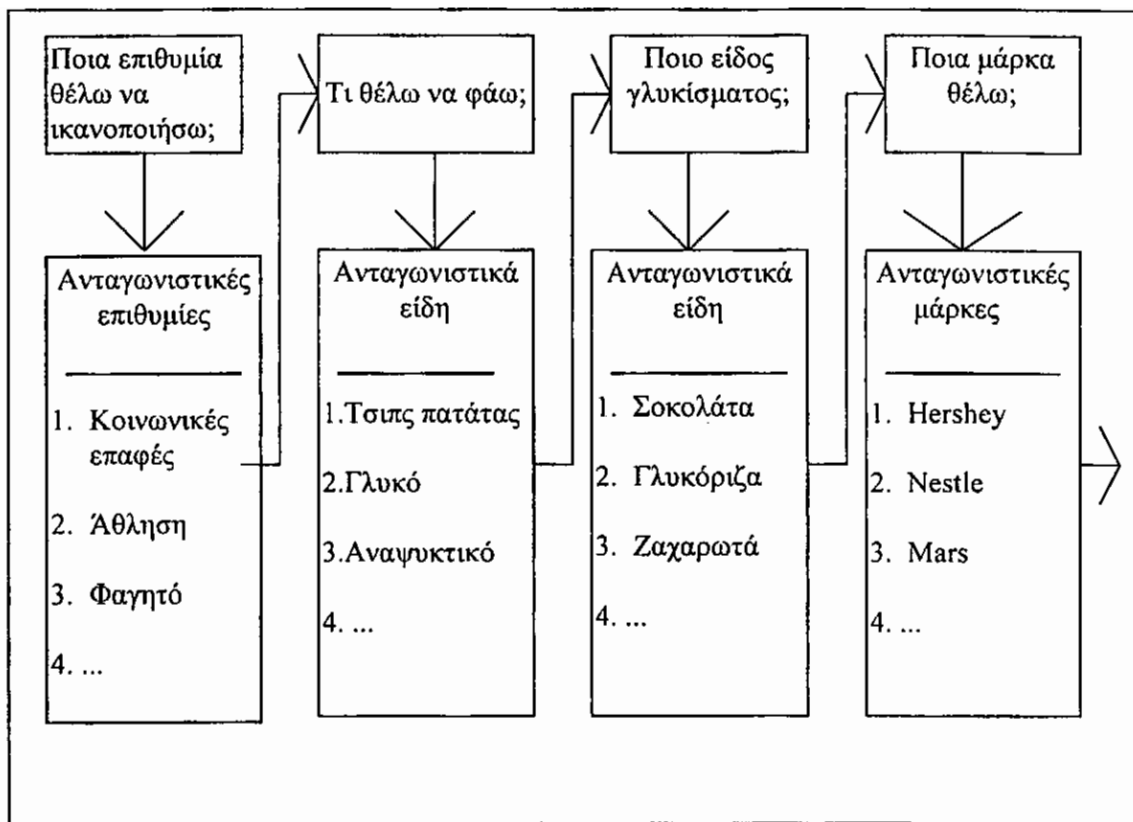 Ποια επιθυμία
θέλω να
ικανοποιήσω;
Τι θέλω να φάω;
Ποιο είδος
γλυκίσματος;
Ποια μάρκα
θέλω;
Ανταγωνιστικές
επιθυμίες
1. Κοινωνικές
επαφές
2. Άθληση
3. Φαγητό
4. ...
Ανταγωνιστικά
είδη
1.Τσιπς πατάτας
2.Γλυκό
3.Αναψυκτικό
4. ...
Ανταγωνιστικά
είδη
1. Σοκολάτα
2. Γλυκόριζα
3. Ζαχαρωτά
4. ...
Ανταγωνιστικές
μάρκες
1. Hershey
2. Nestle
3. Mars
4. ...